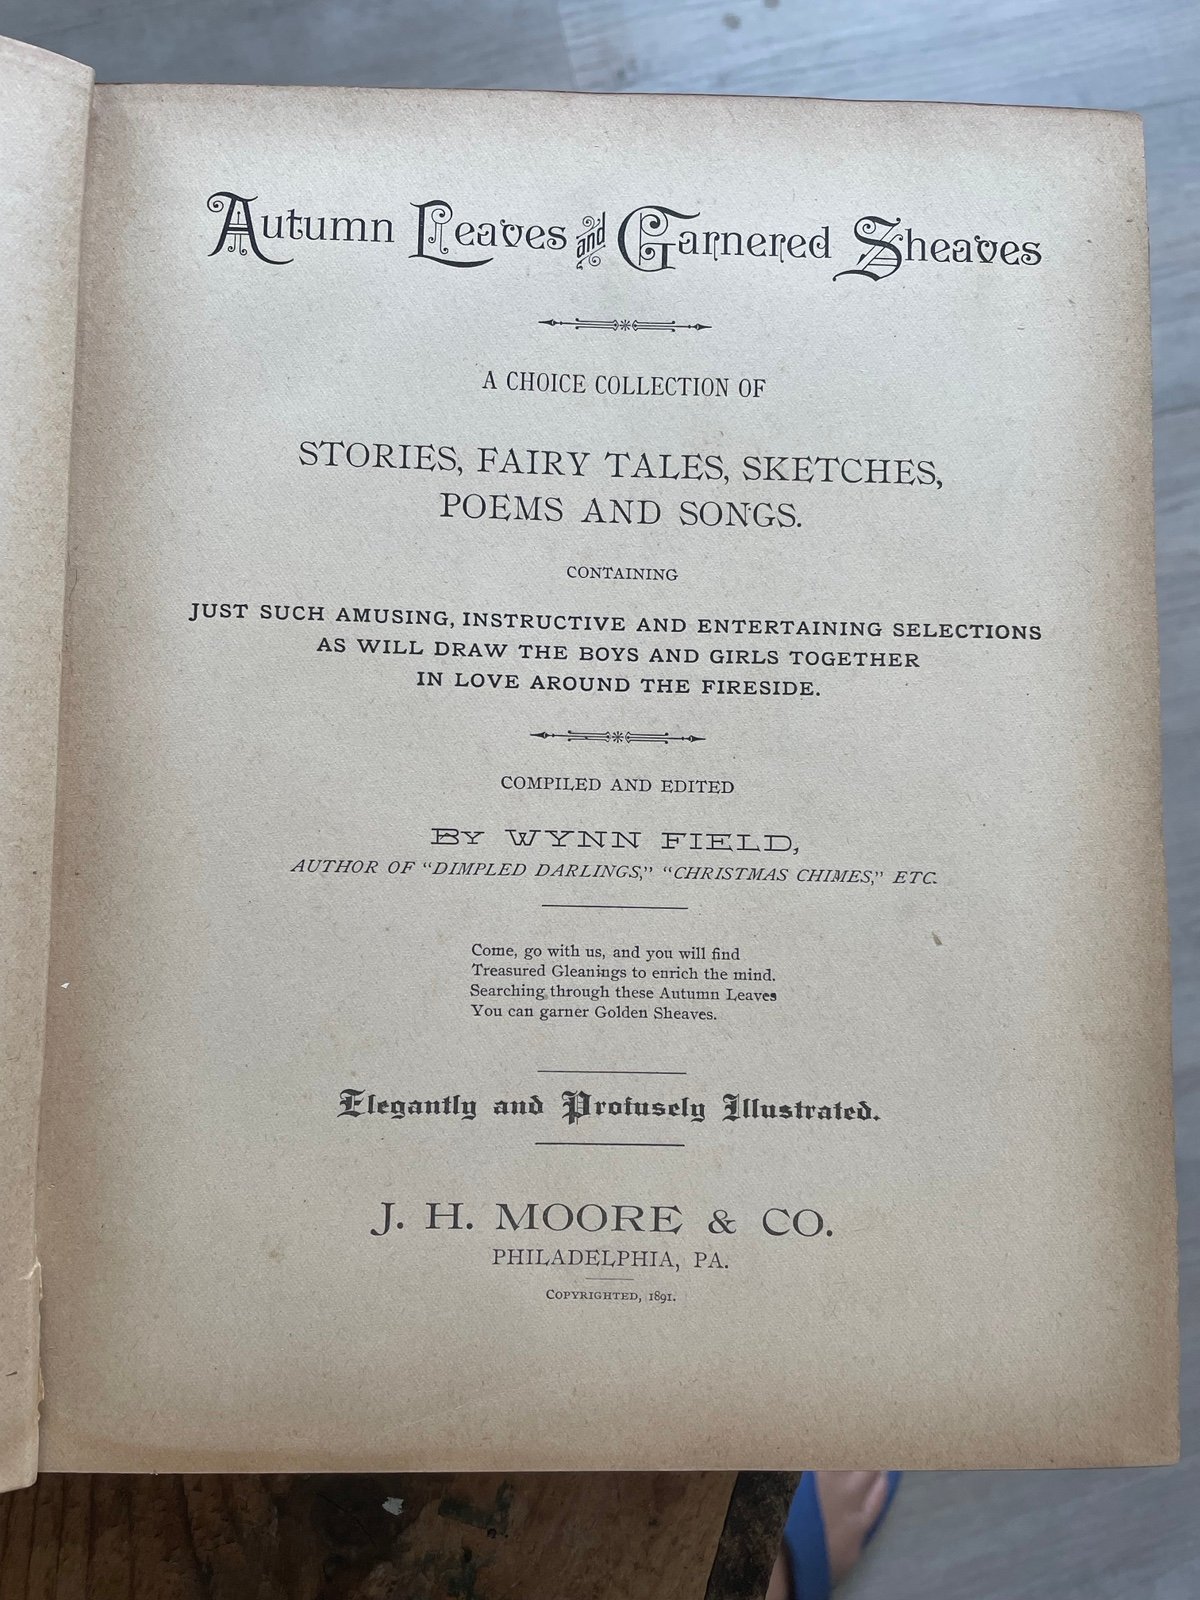 Autumn Leaves and Garnered Sheaves
A CHOICE COLLECTION OF
STORIES, FAIRY TALES, SKETCHES,
POEMS AND SONGS.
CONTAINING
JUST SUCH AMUSING, INSTRUCTIVE AND ENTERTAINING SELECTIONS
AS WILL DRAW THE BOYS AND GIRLS TOGETHER
IN LOVE AROUND THE FIRESIDE.
COMPILED AND EDITED
BY WYNN FIELD,
AUTHOR OF "DIMPLED DARLINGS," "CHRISTMAS CHIMES," ETC.
Come, go with us, and you will find
Treasured Gleanings to enrich the mind.
Searching through these Autumn Leaves
You can garner Golden Sheaves.
Elegantly and Profusely Illustrated.
J. H. MOORE & CO.
PHILADELPHIA, PA.
COPYRIGHTED, 1891.